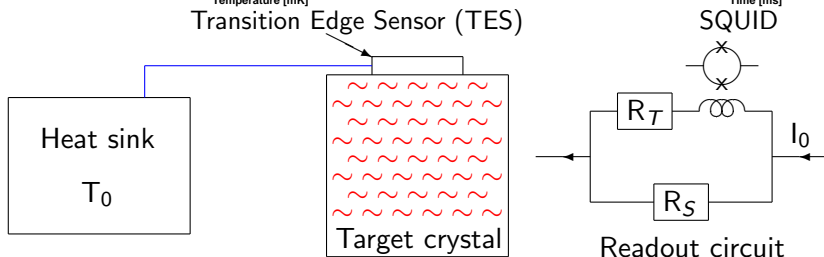 Temperature [mK]
Time [ms]
Transition Edge Sensor (TES)
SQUID
Heat sink
T0
Target crystal
RT
I0
RS
Readout circuit